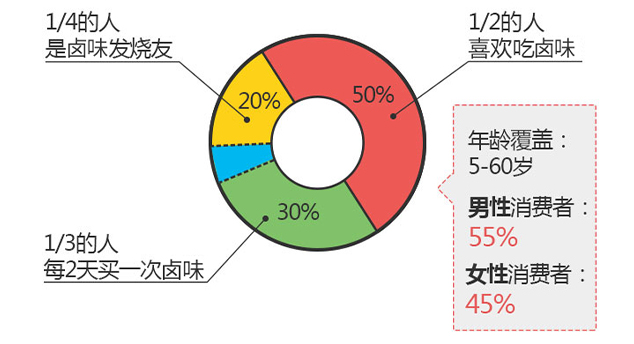 1/4的人
是卤味发烧友
1/2的人
喜欢吃卤味
20%
50%
30%
1/3的人
每2天买一次卤味
年龄覆盖：
5-60岁
男性消费者：
55%
女性消费者：
45%